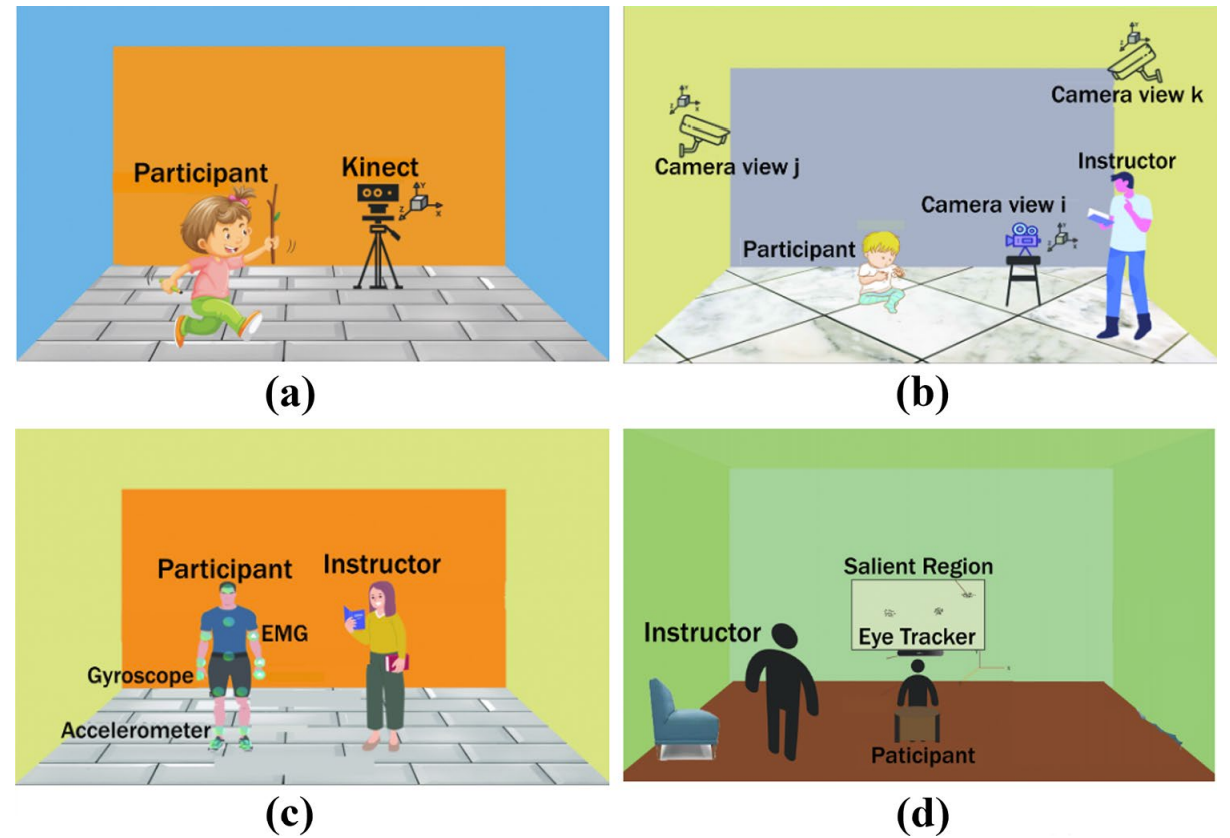 Participant
Kinect
Y
Z
X
(a)
Camera view j
Camera view k
Instructor
Camera view i
Participant
(b)
Participant
Instructor
EMG
Gyroscope
Accelerometer
(c)
Salient Region
Instructor
Eye Tracker
Paticipant
(d)